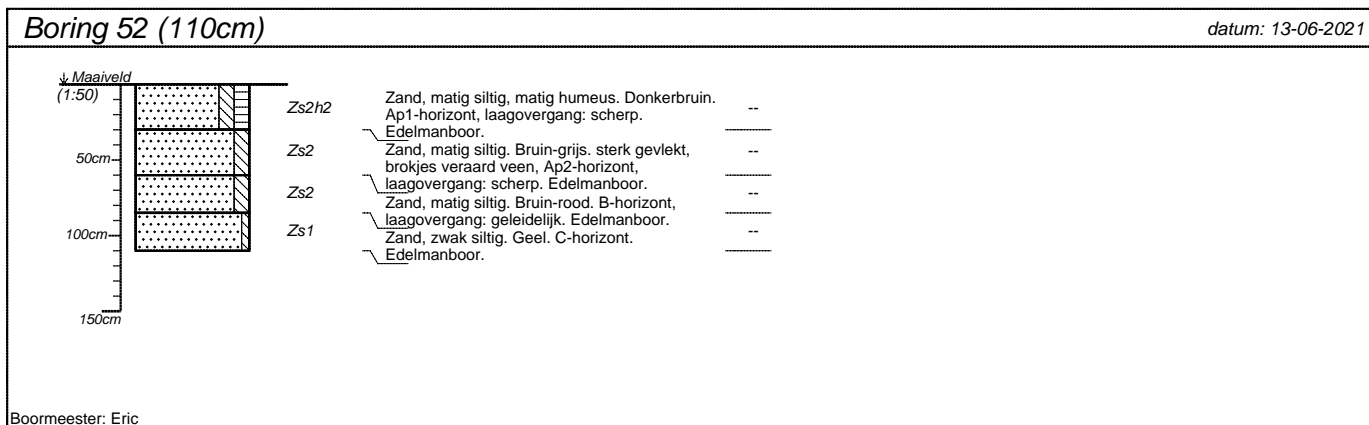 Boring 52 (110cm)
datum: 13-06-2021
Maaiveld
(1:50)
50cm
100cm
150cm
Zs2h2
Zand, matig siltig, matig humeus. Donkerbruin.
Ap1-horizont, laagovergang: scherp.
Edelmanboor.
--
Zs2
Zand, matig siltig. Bruin-grijs. sterk gevlekt,
brokjes veraard veen, Ap2-horizont,
laagovergang: scherp. Edelmanboor.
--
Zs2
Zand, matig siltig. Bruin-rood. B-horizont,
laagovergang: geleidelijk. Edelmanboor.
--
Zs1
Zand, zwak siltig. Geel. C-horizont.
Edelmanboor.
--
Boormeester: Eric